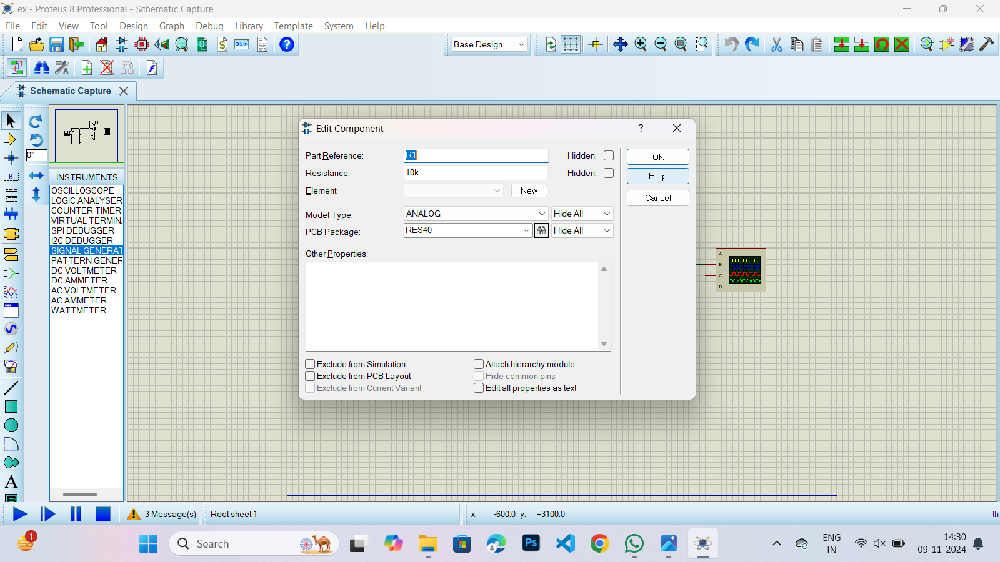 ex - Proteus 8 Professional - Schematic Capture
File Edit View Tool Design Graph Debug Library Template System Help
Base Design
Schematic Capture
0°
LBL
INSTRUMENTS
OSCILLOSCOPE
LOGIC ANALYSER
COUNTER TIMER
VIRTUAL TERMIN
SPI DEBUGGER
I2C DEBUGGER
SIGNAL GENERAT
PATTERN GENER
DC VOLTMETER
DC AMMETER
AC VOLTMETER
AC AMMETER
WATTMETER
Edit Component ?
Part Reference: R1 Hidden: OK
Resistance: 10k Hidden: Help
Element: New
Cancel
Model Type: ANALOG Hide All
PCB Package: RES40 Hide All
Other Properties:
Exclude from Simulation Attach hierarchy module
Exclude from PCB Layout Hide common pins
Exclude from Current Variant Edit all properties as text
A
B
C
D
3 Message(s) Root sheet 1 x: -600.0 y: +3100.0 th
1
Search
Ps
ENG
IN
14:30
09-11-2024